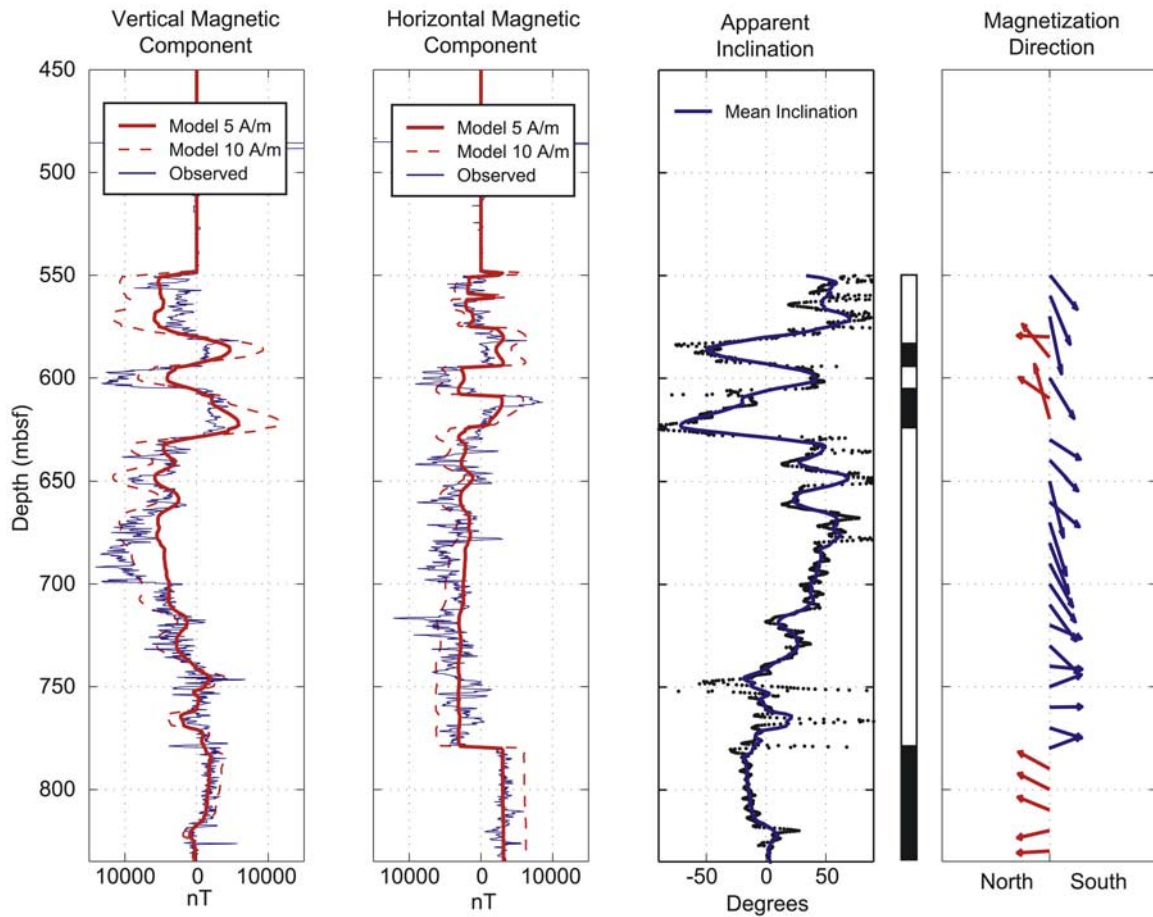 Vertical Magnetic
Component
Horizontal Magnetic
Component
Apparent
Inclination
Magnetization
Direction
450
500
550
600
650
700
750
800
Depth (mbsf)
Model 5 A/m
Model 10 A/m
Observed
Model 5 A/m
Model 10 A/m
Observed
Mean Inclination
10000 0 10000
nT
10000 0 10000
nT
-50 0 50
Degrees
North South